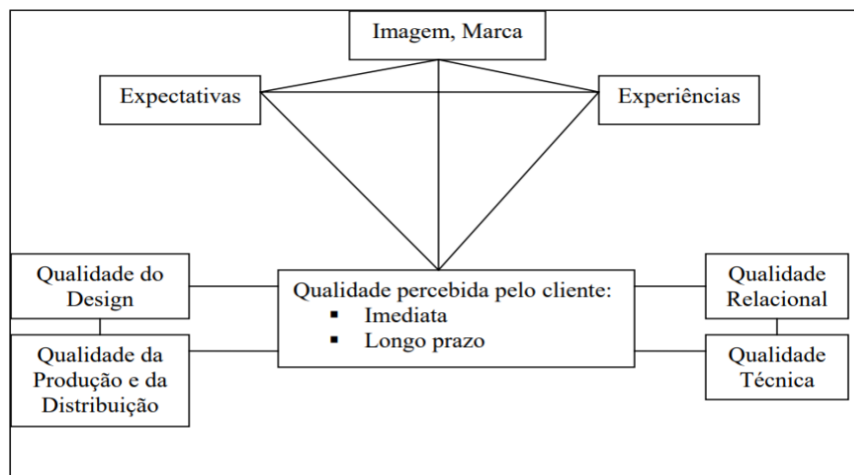 Imagem, Marca
Expectativas
Experiências
Qualidade do
Design
Qualidade percebida pelo cliente:
▪ Imediata
▪ Longo prazo
Qualidade
Relacional
Qualidade da
Produção e da
Distribuição
Qualidade
Técnica